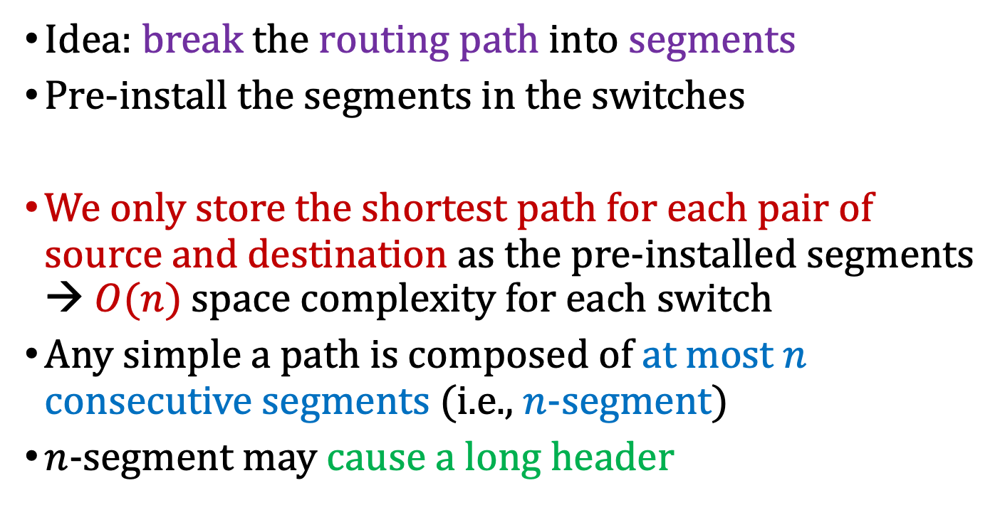 • Idea: break the routing path into segments
• Pre-install the segments in the switches
• We only store the shortest path for each pair of
source and destination as the pre-installed segments
→ O(n) space complexity for each switch
• Any simple a path is composed of at most n
consecutive segments (i.e., n-segment)
• n-segment may cause a long header